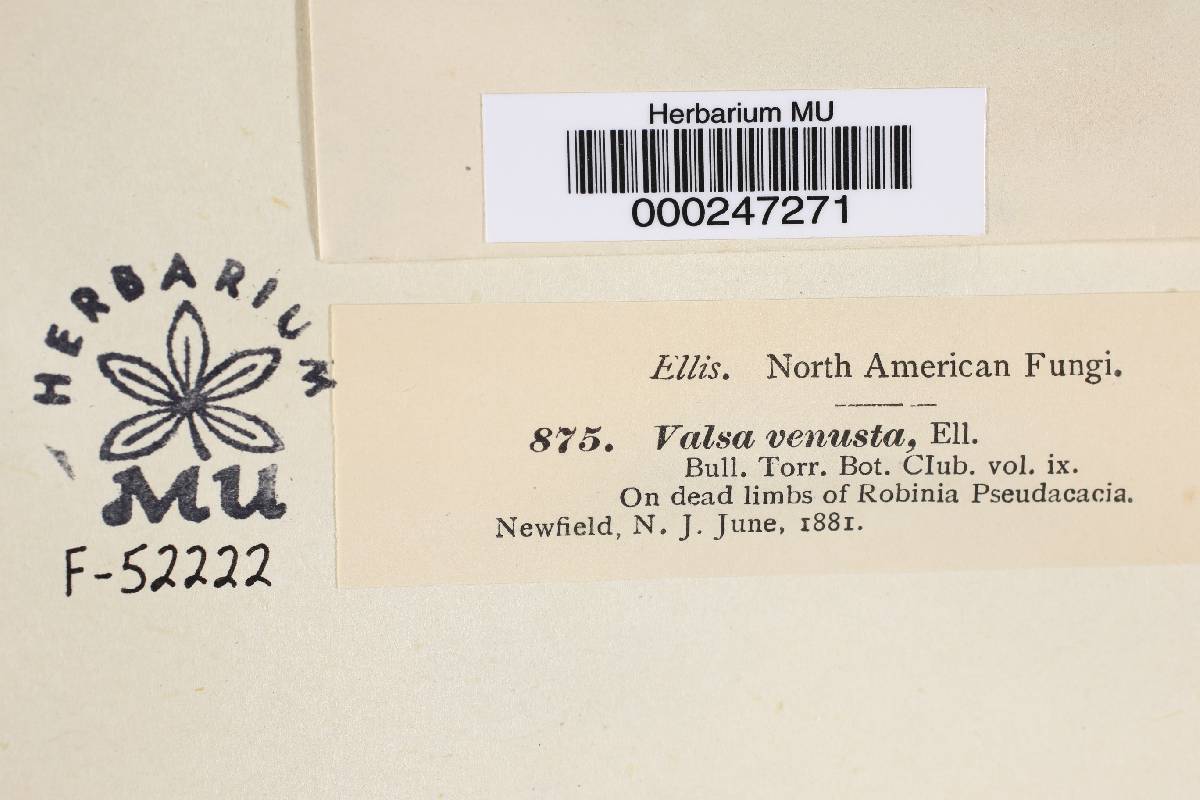 Herbarium MU
000247271
HERBARIUM
MU
F-52222
Ellis. North American Fungi.
875. Valsa venusta, Ell.
Bull. Torr. Bot. Club. vol. ix.
On dead limbs of Robinia Pseudacacia.
Newfield, N. J. June, 1881.